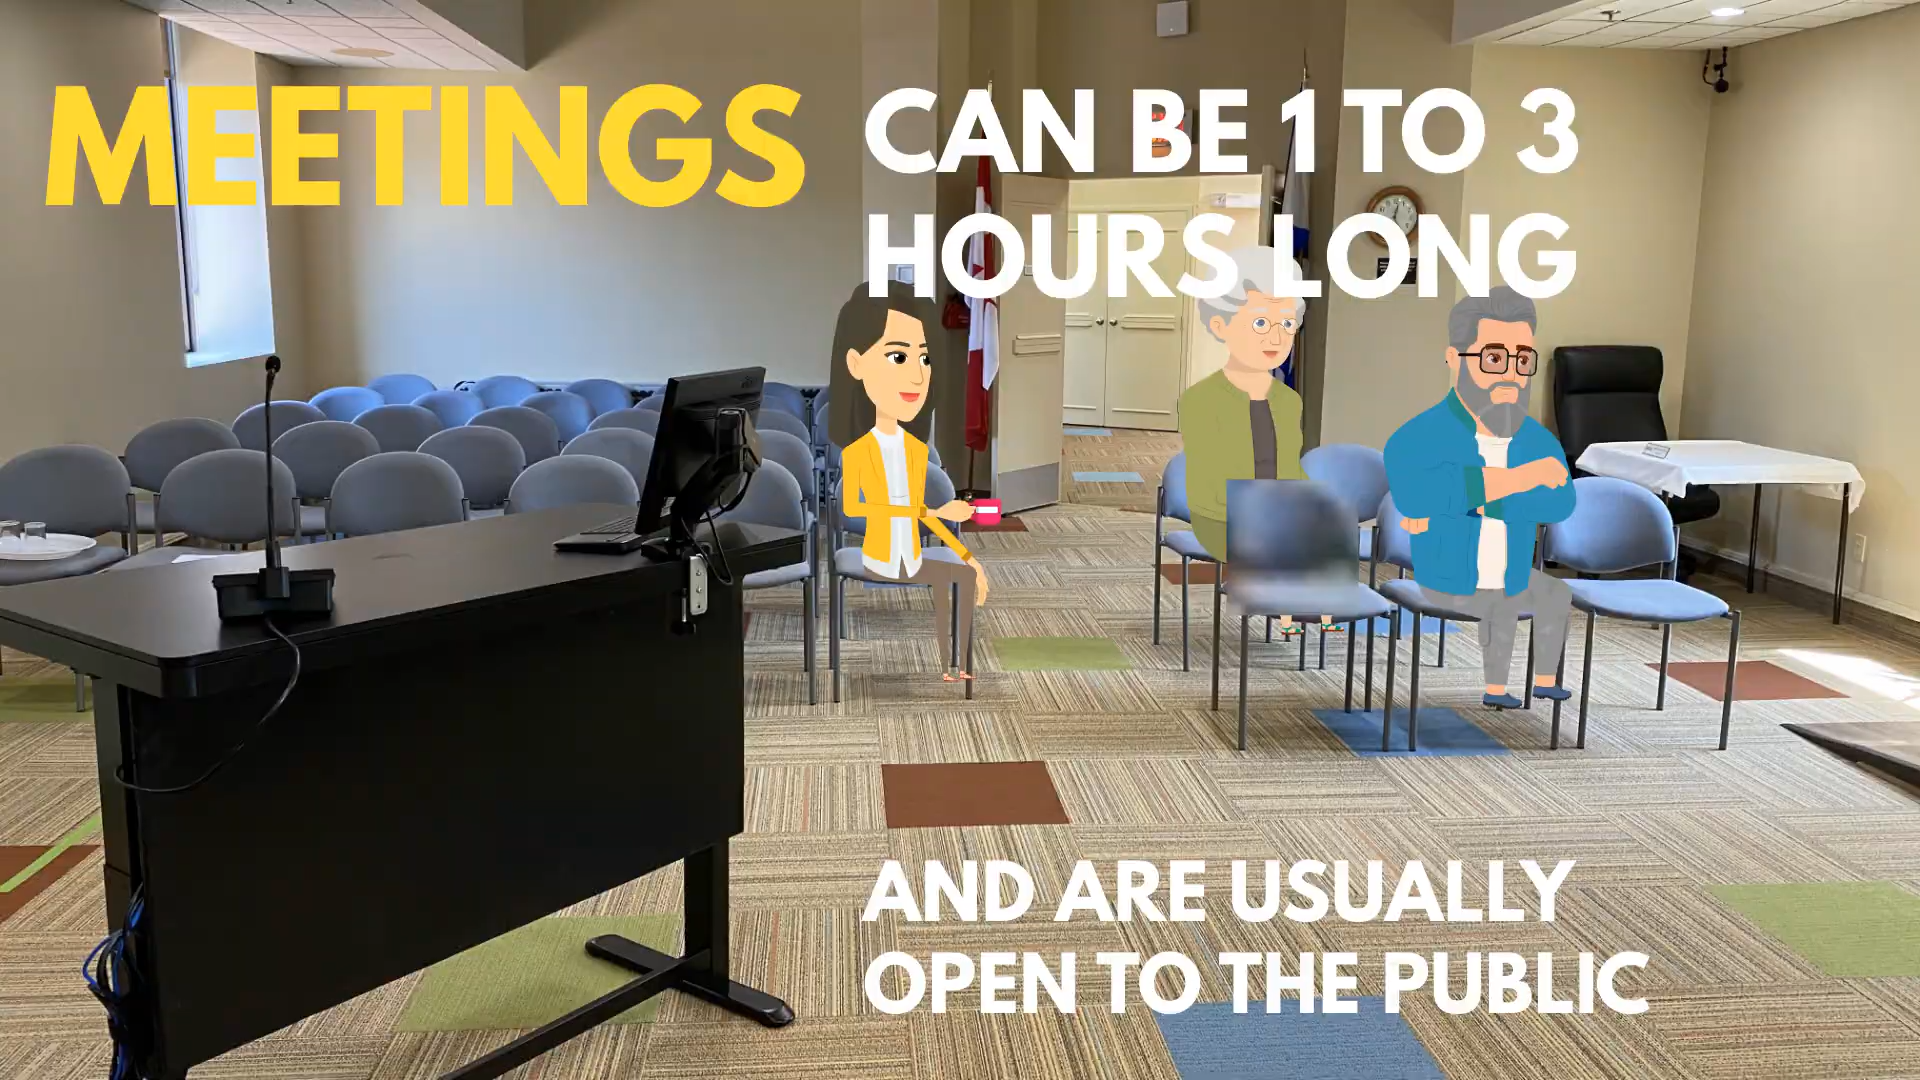 MEETINGS
CAN BE 1 TO 3
HOURS LONG
AND ARE USUALLY
OPEN TO THE PUBLIC